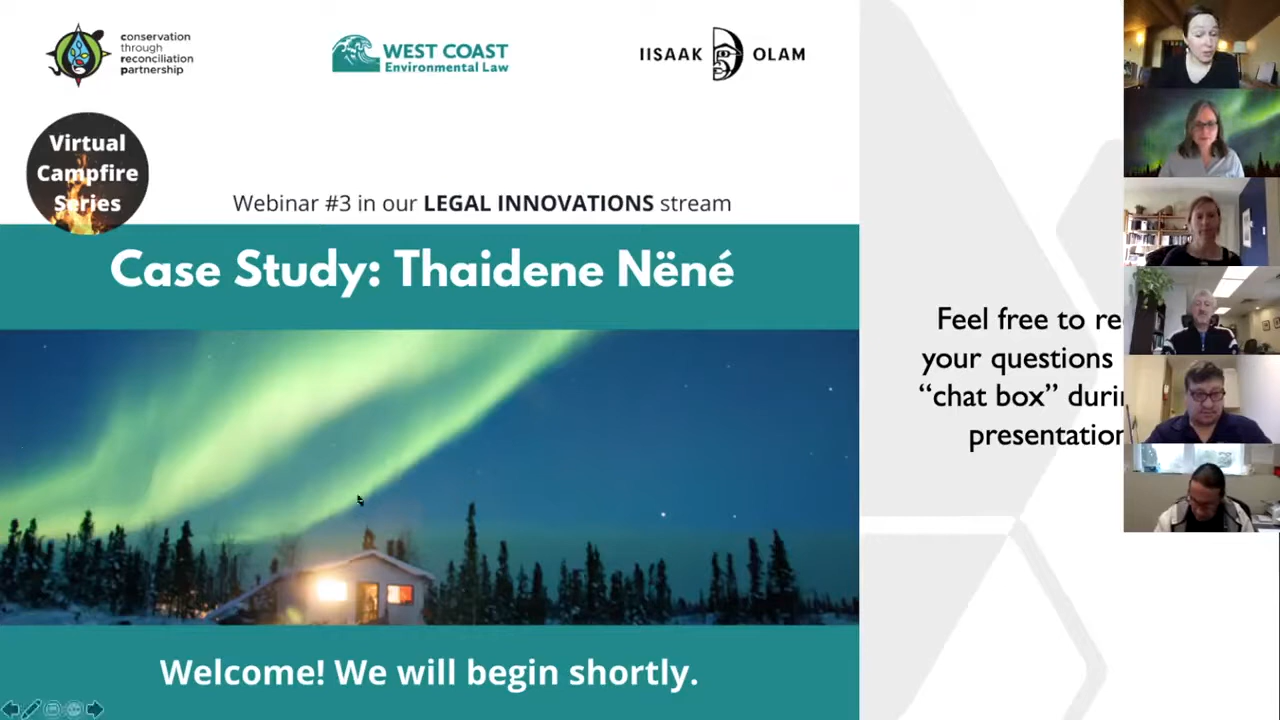 conservation
through
reconciliation
partnership
WEST COAST
Environmental Law
IISAAK OLAM
Virtual
Campfire
Series
Webinar #3 in our LEGAL INNOVATIONS stream
Case Study: Thaidene Nëné
Feel free to re
your questions
“chat box” duri
presentation
Welcome! We will begin shortly.